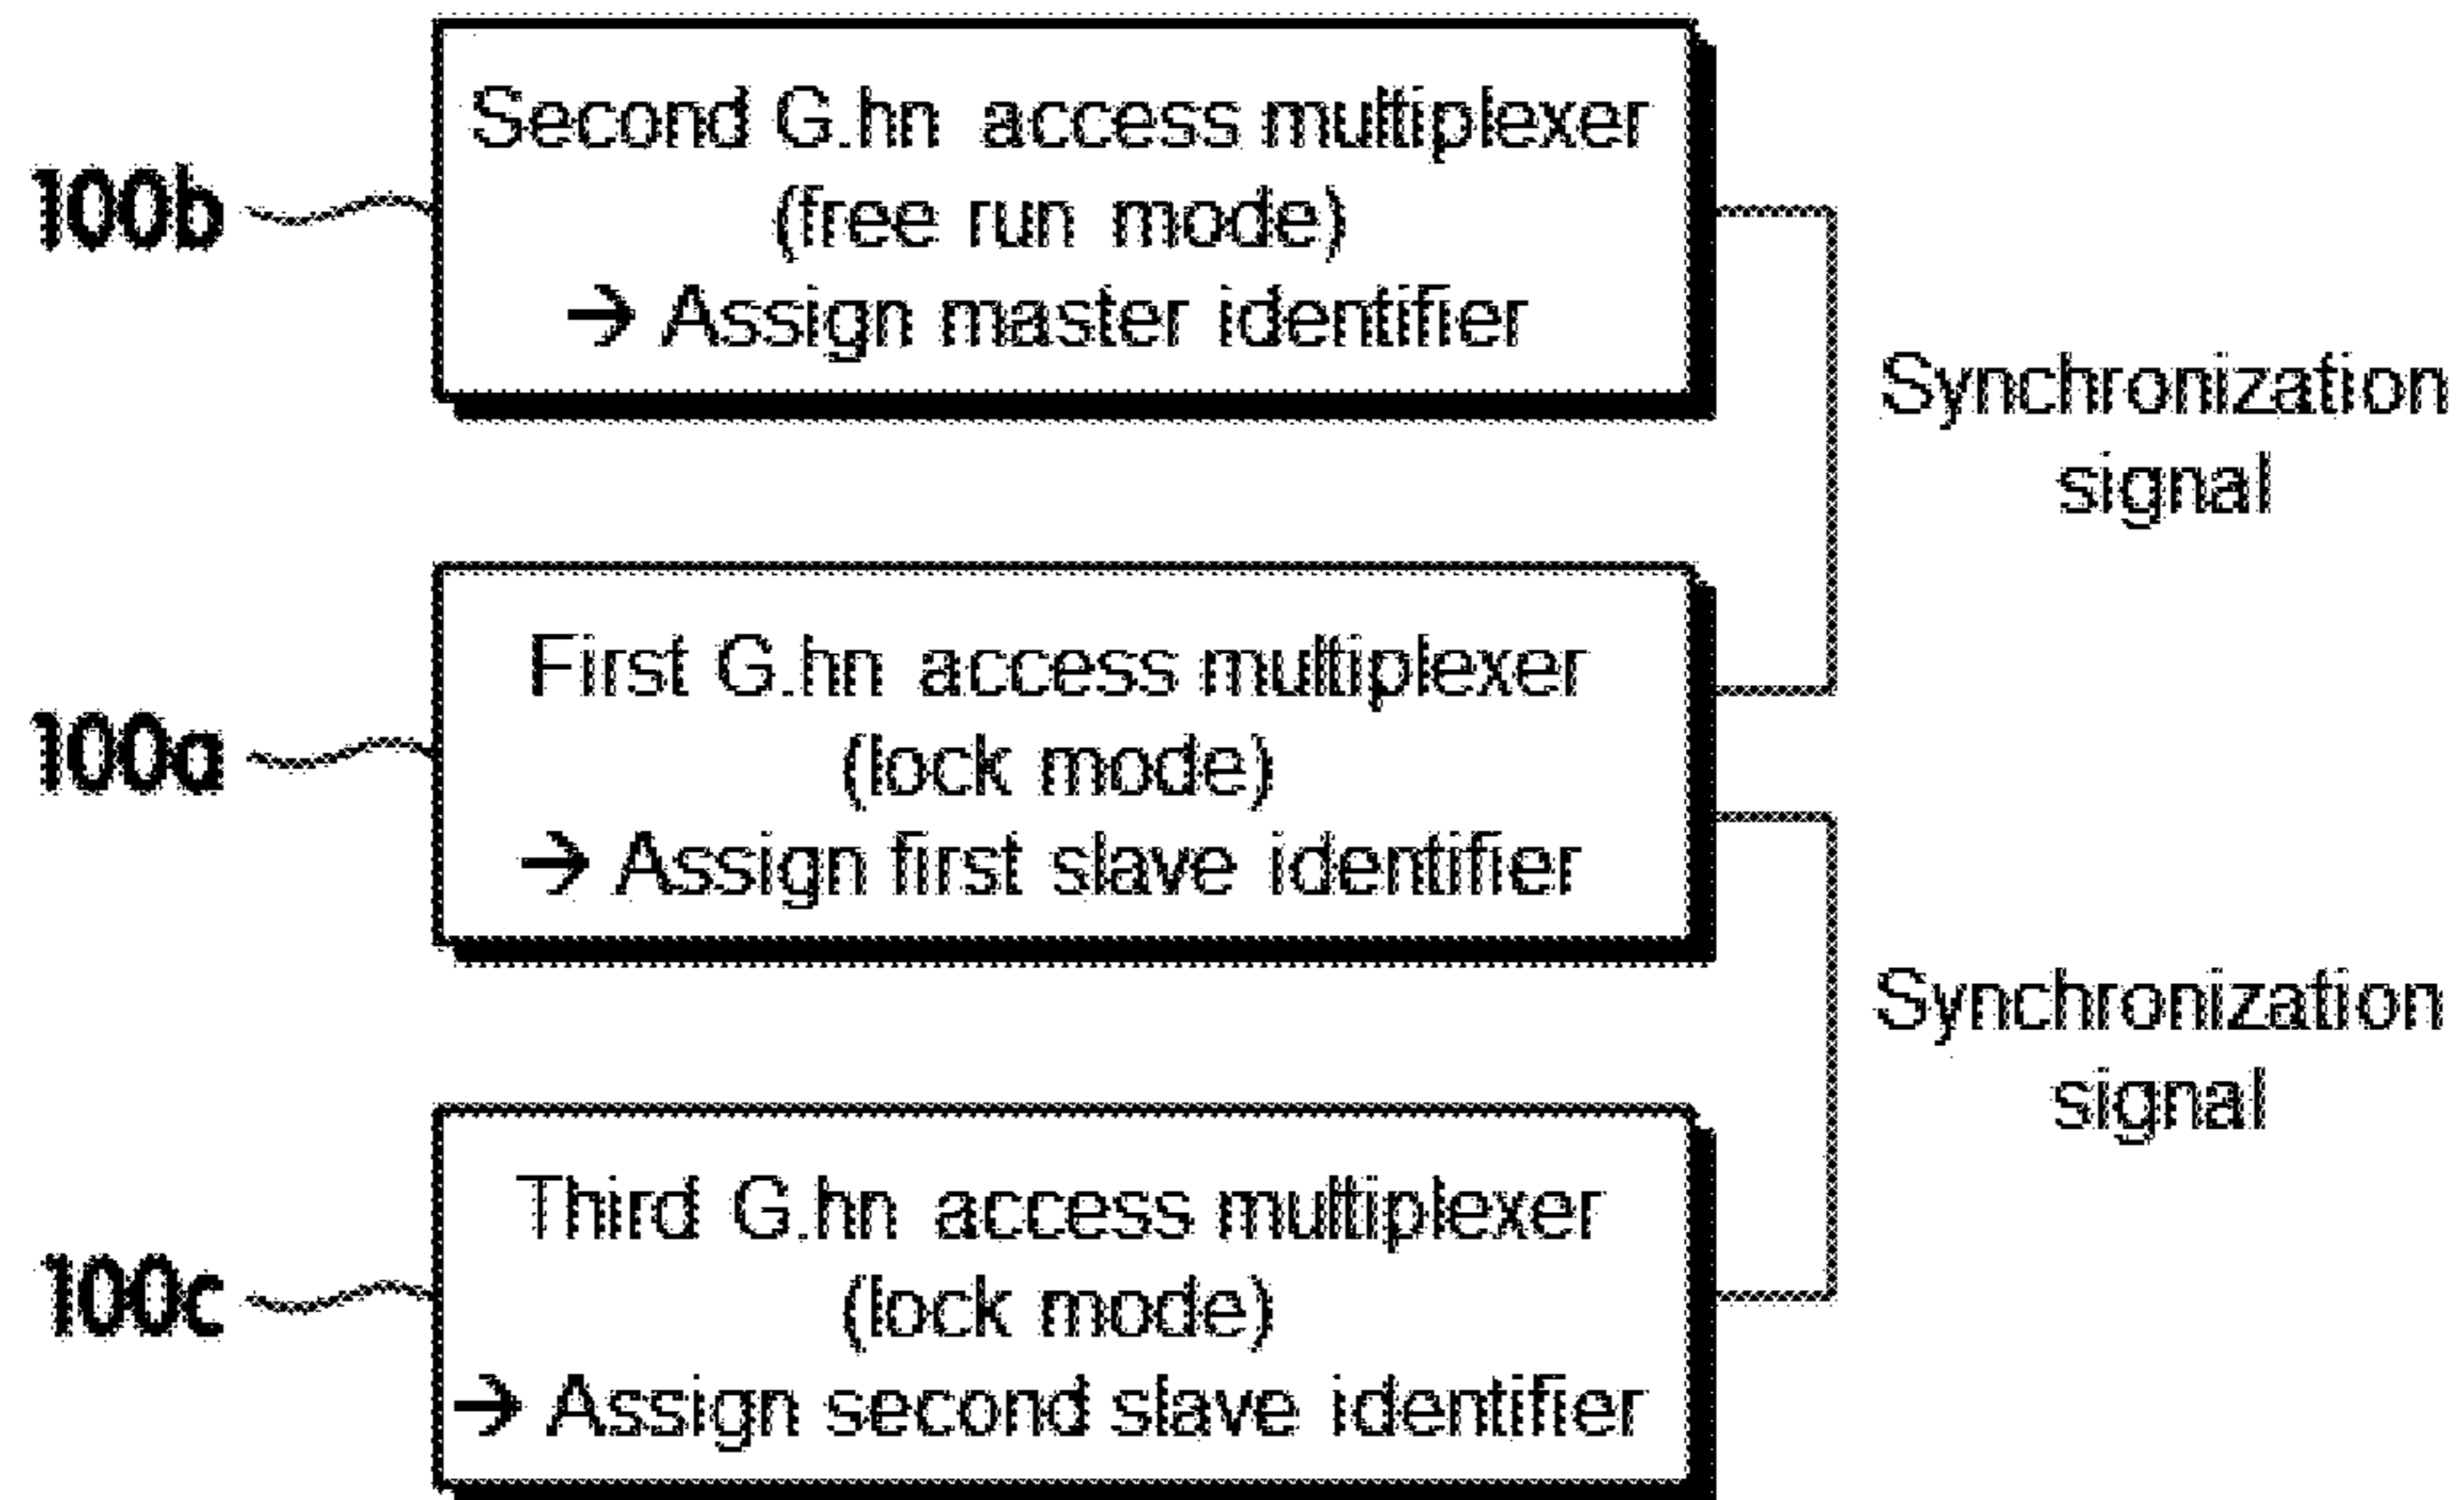 100b
Second G.hn access multiplexer
(free run mode)
→ Assign master identifier
Synchronization
signal
100a
First G.hn access multiplexer
(lock mode)
→ Assign first slave identifier
Synchronization
signal
100c
Third G.hn access multiplexer
(lock mode)
→ Assign second slave identifier